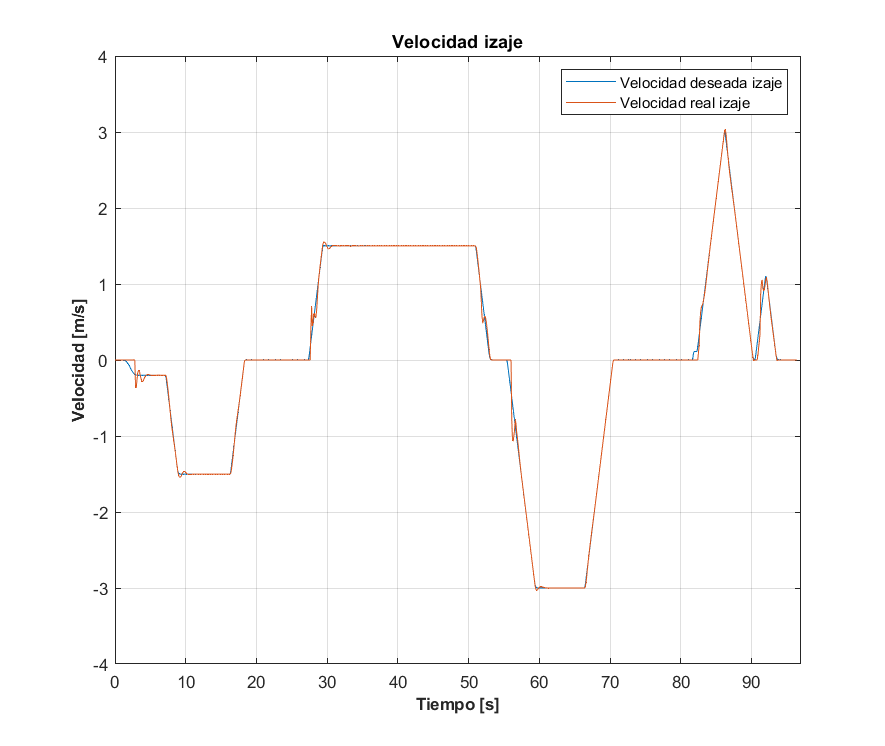 Velocidad izaje
Velocidad deseada izaje
Velocidad real izaje
Velocidad [m/s]
4
3
2
1
0
-1
-2
-3
-4
0 10 20 30 40 50 60 70 80 90
Tiempo [s]